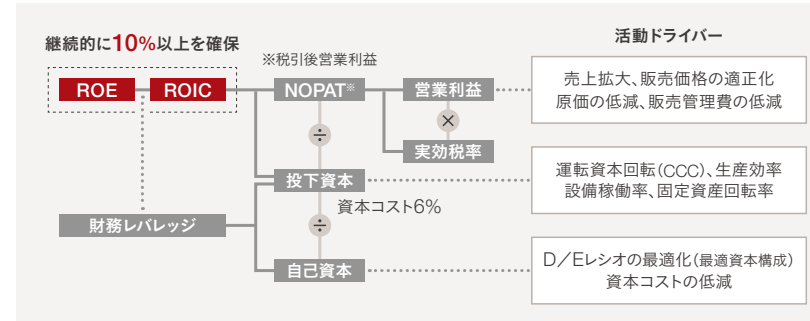 継続的に10%以上を確保
ROE
ROIC
※税引後営業利益
NOPAT※
÷
投下資本
営業利益
×
実効税率
資本コスト6%
財務レバレッジ
÷
自己資本
活動ドライバー
売上拡大、販売価格の適正化
原価の低減、販売管理費の低減
運転資本回転(CCC)、生産効率
設備稼働率、固定資産回転率
D／Eレシオの最適化(最適資本構成)
資本コストの低減